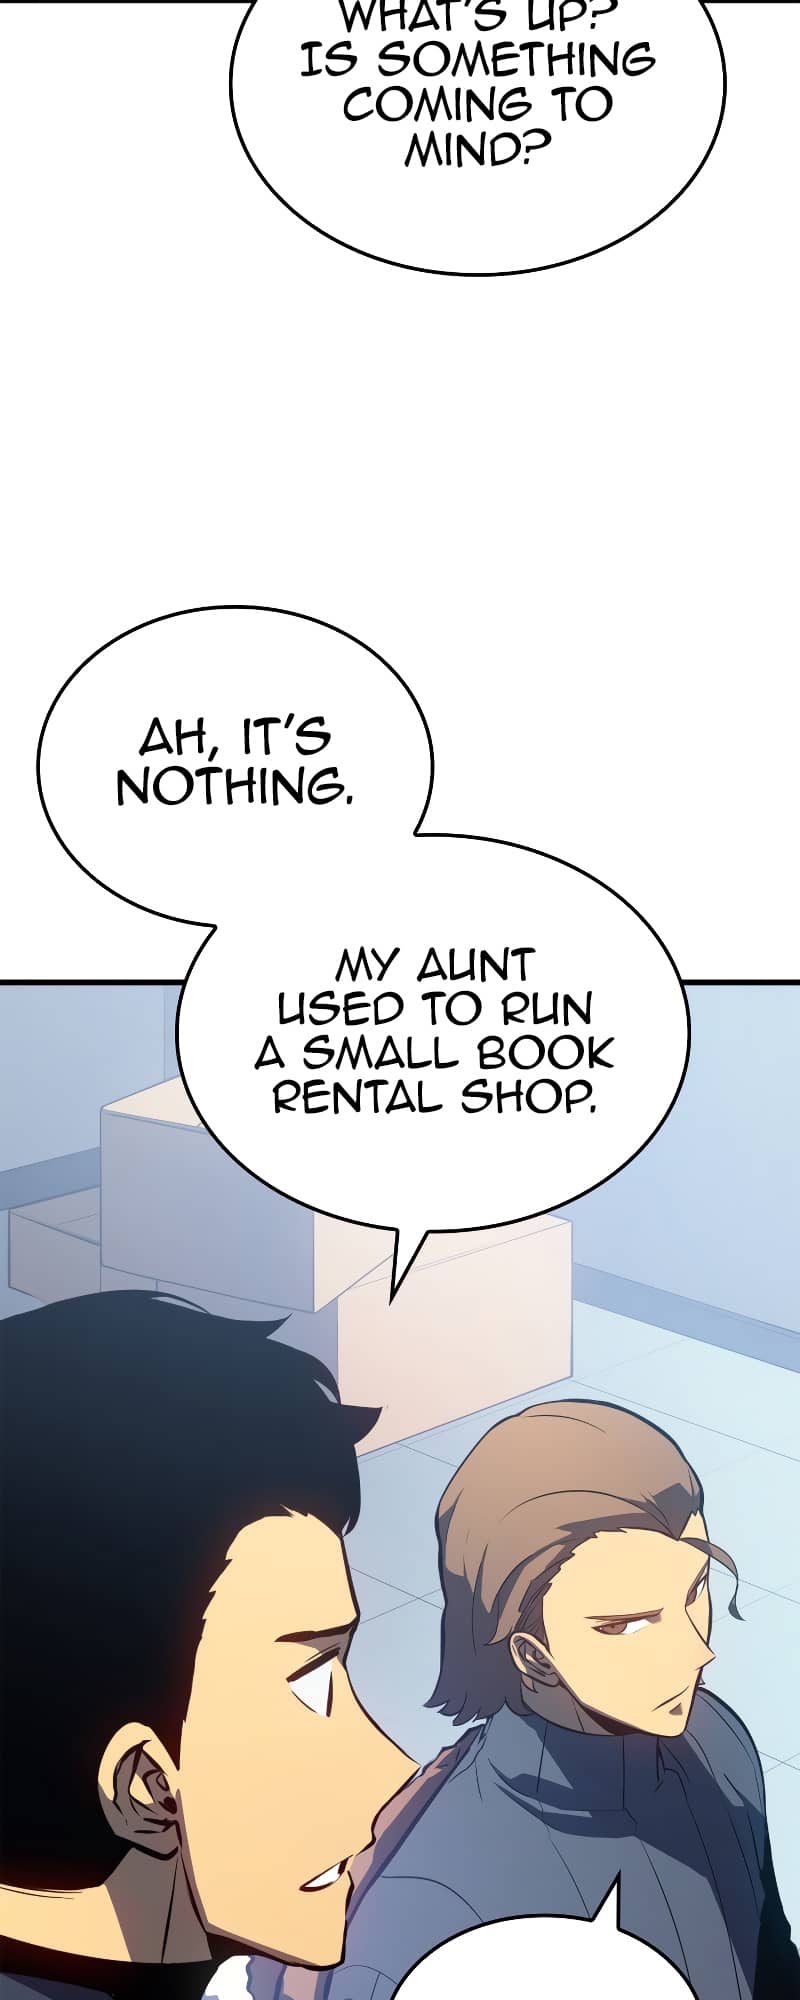 WHAT'S UP?
IS SOMETHING
COMING TO
MIND?
AH, IT'S
NOTHING.
MY AUNT
USED TO RUN
A SMALL BOOK
RENTAL SHOP.